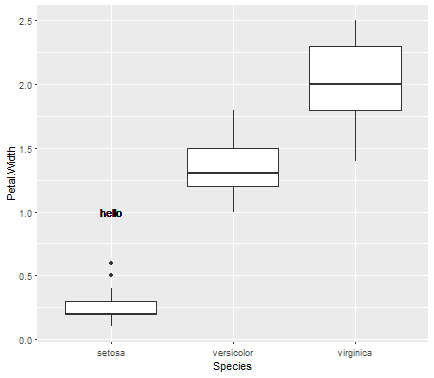 2.5
2.0
1.5
1.0
0.5
0.0
Petal.Width
hello
setosa
versicolor
virginica
Species